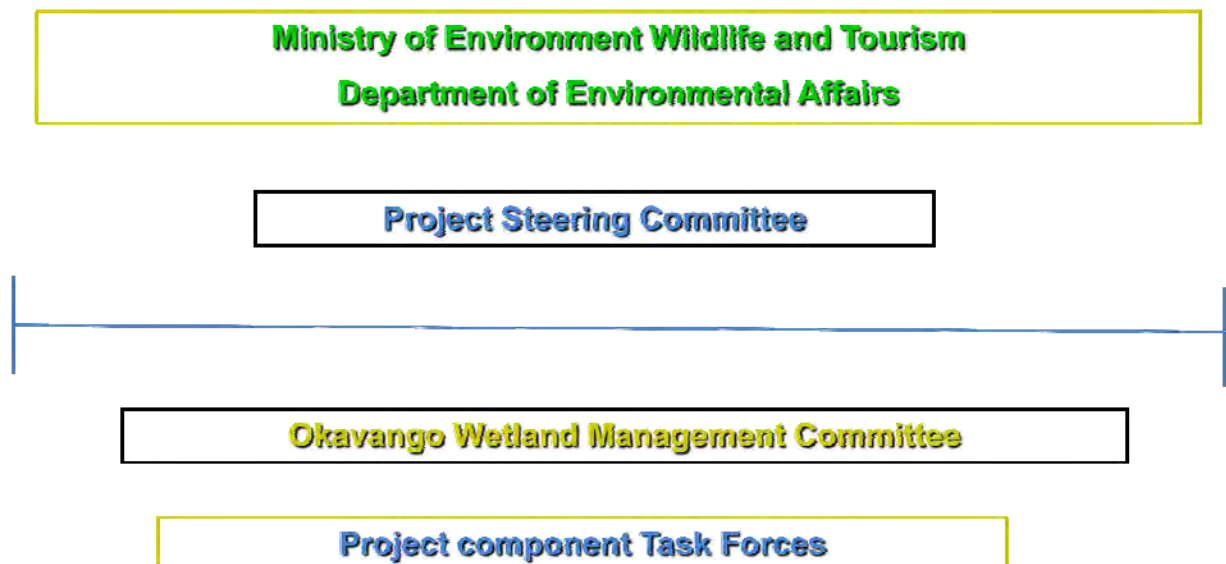 Ministry of Environment Wildlife and Tourism
Department of Environmental Affairs
Project Steering Committee
Okavango Wetland Management Committee
Project component Task Forces